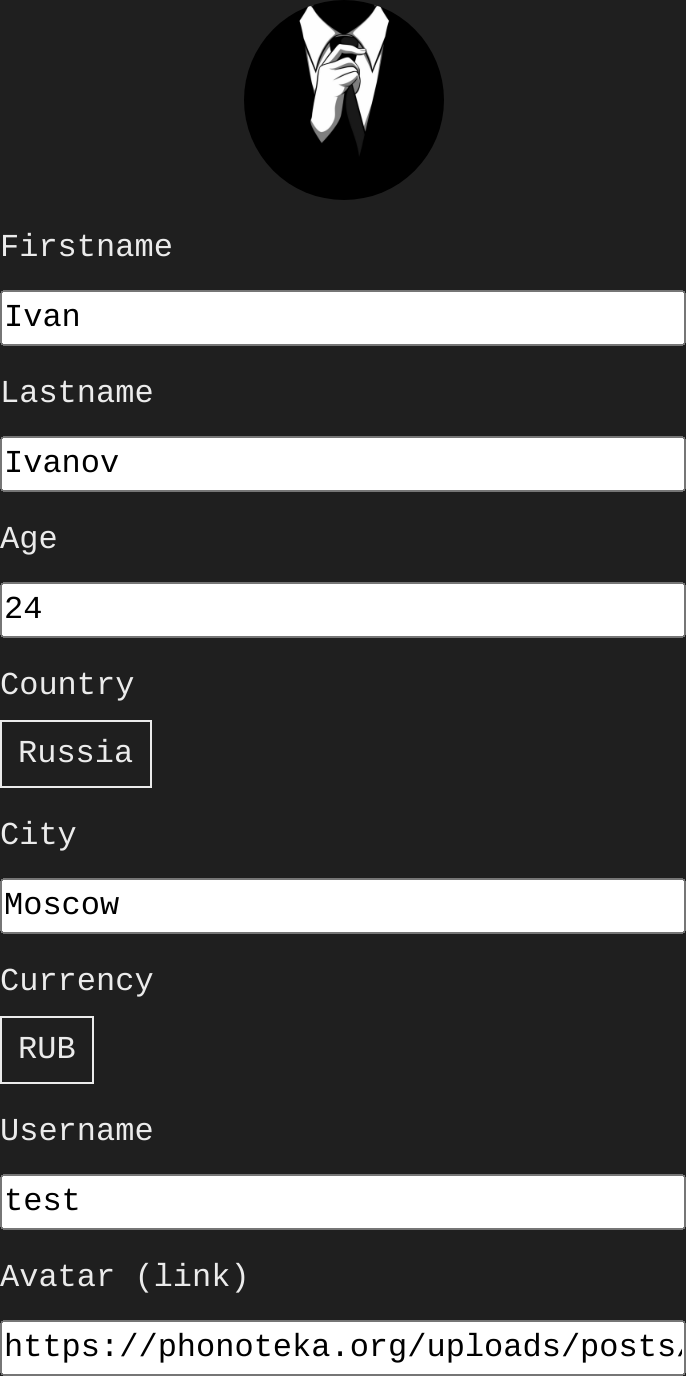 Firstname
Ivan
Lastname
Ivanov
Age
24
Country
Russia
City
Moscow
Currency
RUB
Username
test
Avatar (link)
https://phonoteka.org/uploads/posts/